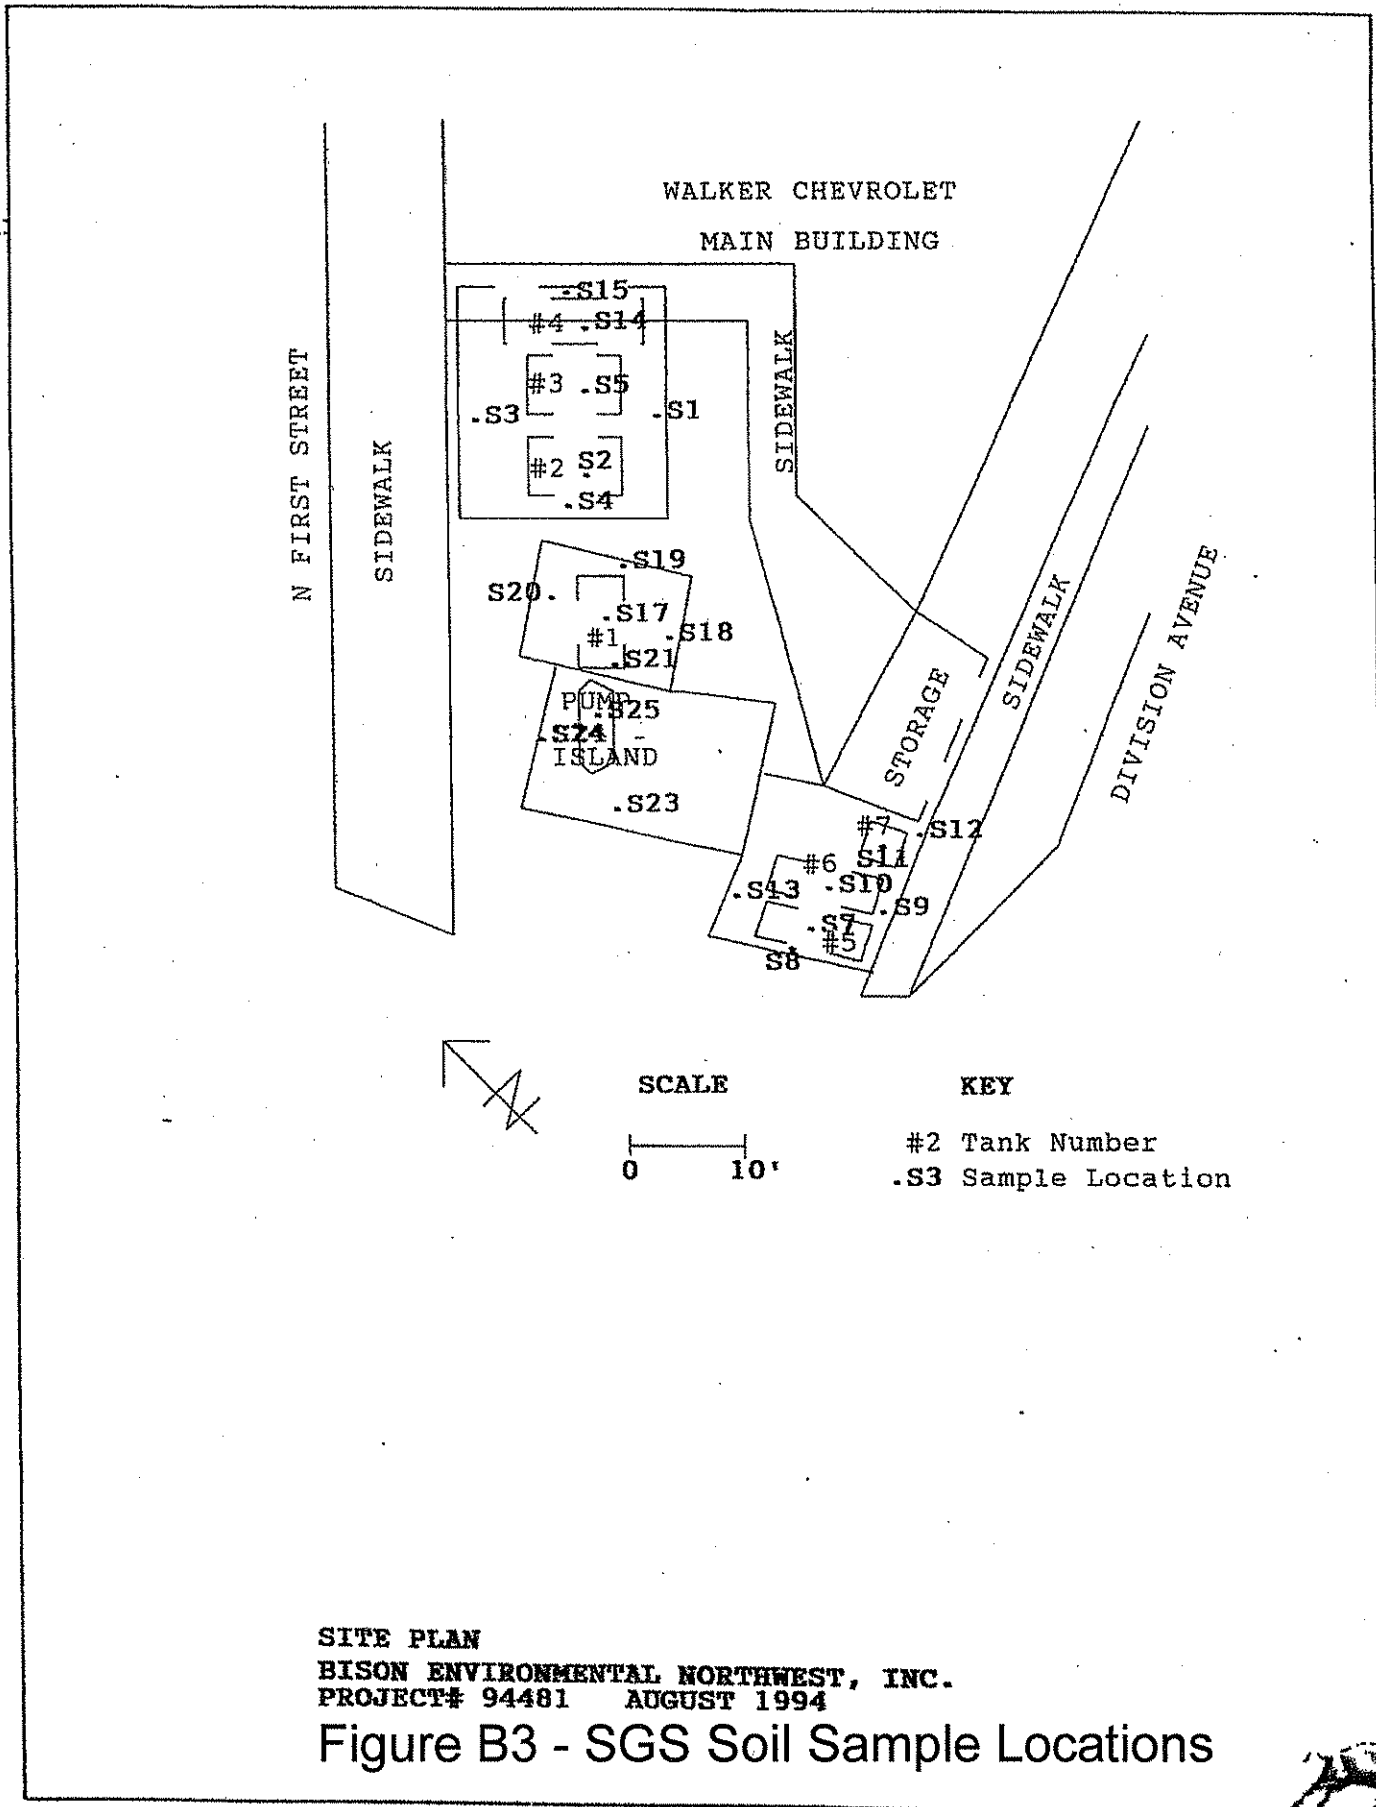 WALKER CHEVROLET
MAIN BUILDING
N FIRST STREET
SIDEWALK
SIDEWALK
.S15
#4 .S14
#3 .S5
.S3
.S1
#2 S2
.S4
.S19
S20.
.S17
#1
.S18
.S21
PUMP
.S25
.S24
ISLAND
.S23
STORAGE
SIDEWALK
DIVISION AVENUE
#7
.S12
S11
#6
.S10
.S13
.S9
.S7
#5
S8
N
SCALE
0 10'
KEY
#2 Tank Number
.S3 Sample Location
SITE PLAN
BISON ENVIRONMENTAL NORTHWEST, INC.
PROJECT# 94481 AUGUST 1994
Figure B3 - SGS Soil Sample Locations